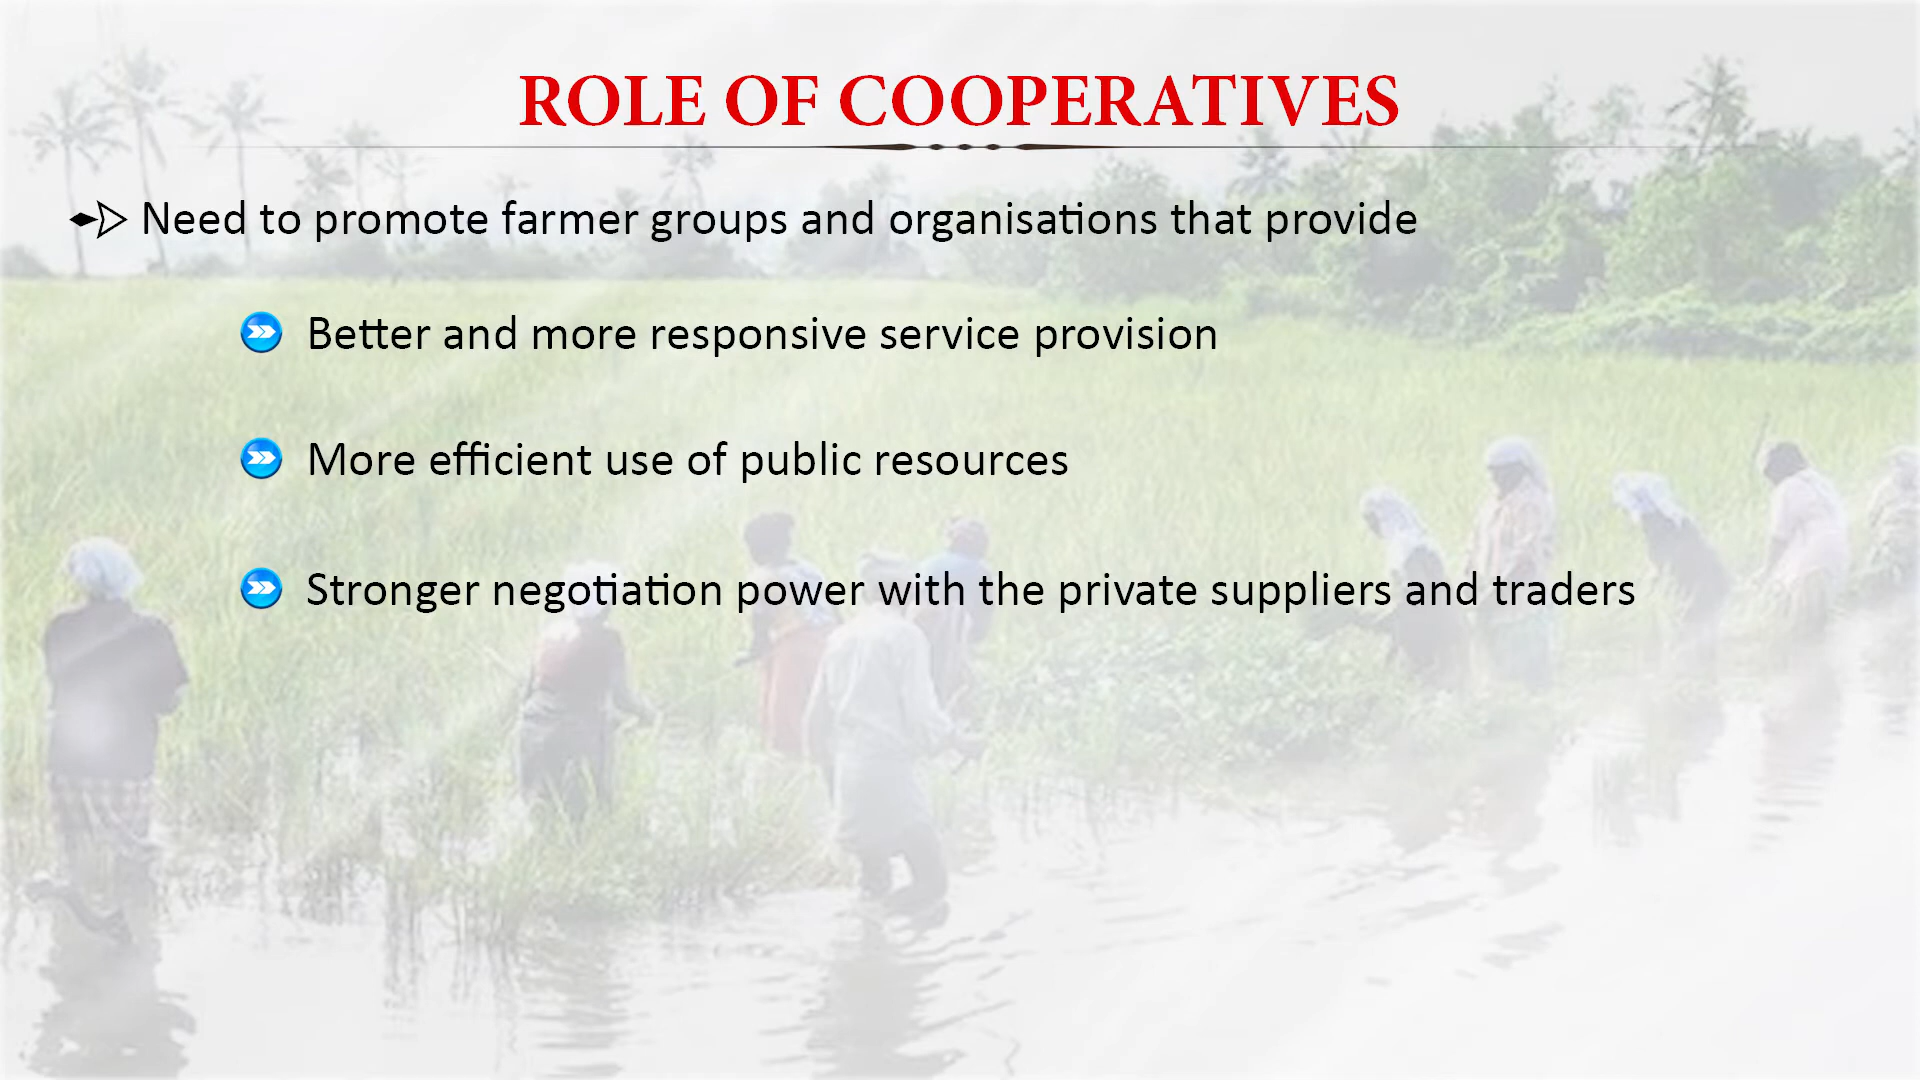 ROLE OF COOPERATIVES
Need to promote farmer groups and organisations that provide
Better and more responsive service provision
More efficient use of public resources
Stronger negotiation power with the private suppliers and traders